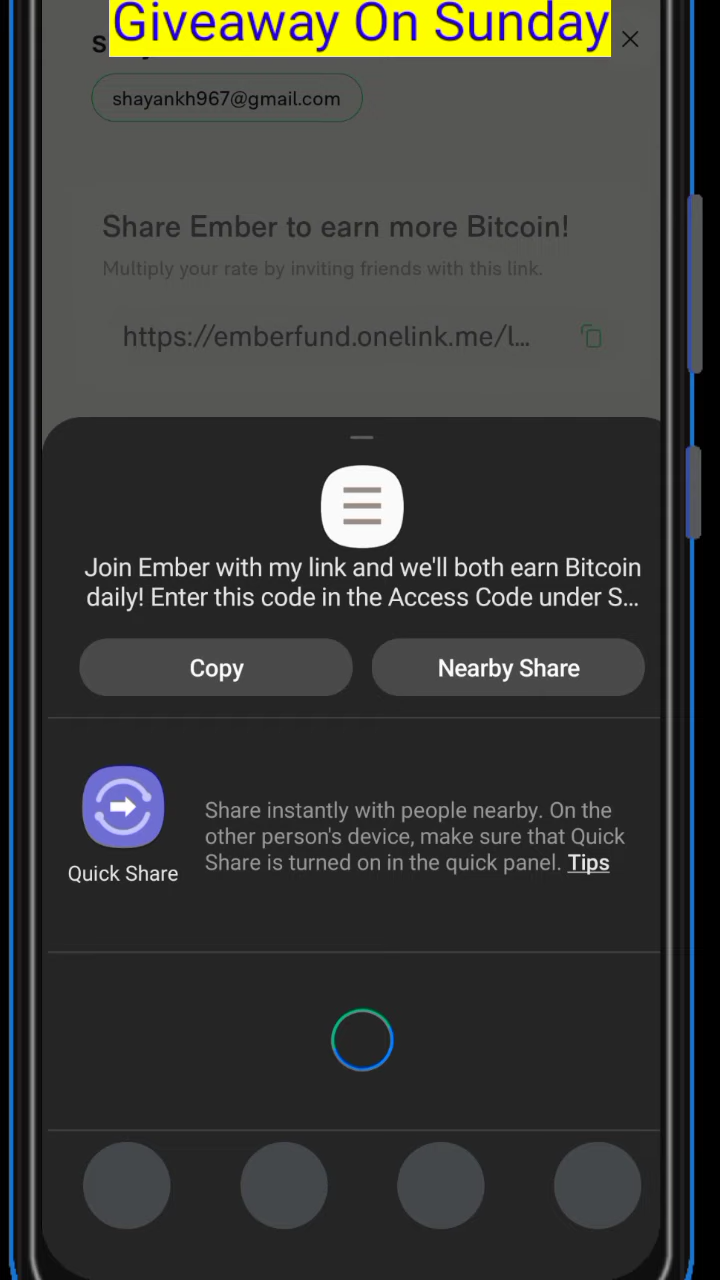 Giveaway On Sunday
shayankh967@gmail.com
Share Ember to earn more Bitcoin!
Multiply your rate by inviting friends with this link.
https://emberfund.onelink.me/l...
Join Ember with my link and we'll both earn Bitcoin
daily! Enter this code in the Access Code under S...
Copy
Nearby Share
Share instantly with people nearby. On the
other person's device, make sure that Quick
Share is turned on in the quick panel. Tips
Quick Share